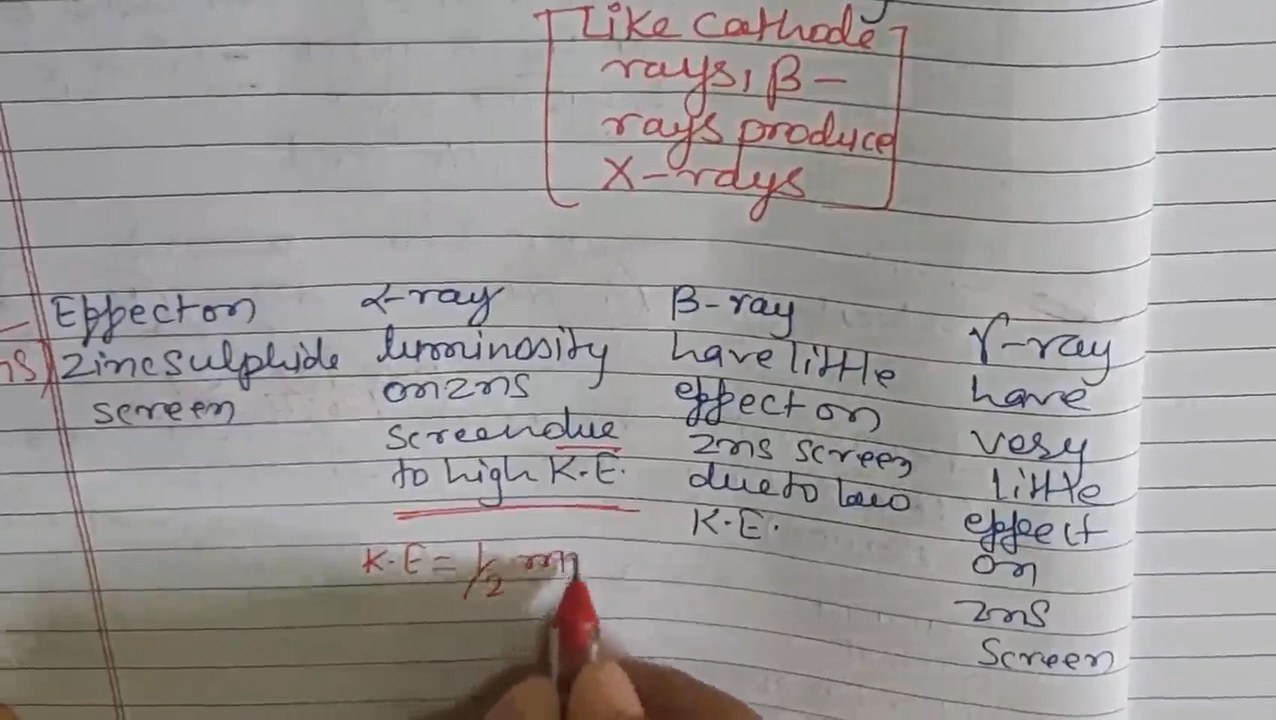 Like Cathode
rays, β-
rays produce
X-rays
Effect on
Zinc sulphide
screen
α-ray
luminosity
on zns
screen due
to high K.E.
K.E = 1/2 m
β-ray
have little
effect on
zns screen
due to low
K.E.
γ-ray
have
very
little
effect
on
zns
Screen